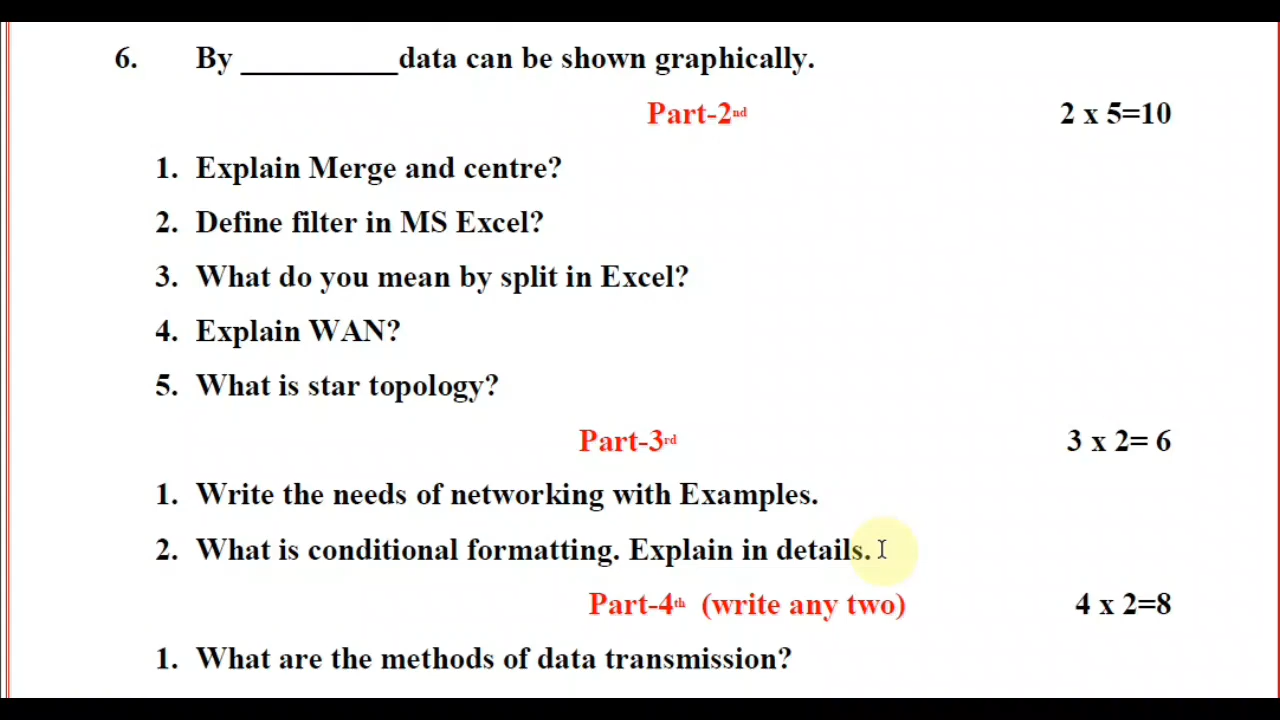 6. By __________data can be shown graphically.
Part-2nd 2 x 5=10
1. Explain Merge and centre?
2. Define filter in MS Excel?
3. What do you mean by split in Excel?
4. Explain WAN?
5. What is star topology?
Part-3rd 3 x 2= 6
1. Write the needs of networking with Examples.
2. What is conditional formatting. Explain in details.
Part-4th (write any two) 4 x 2=8
1. What are the methods of data transmission?